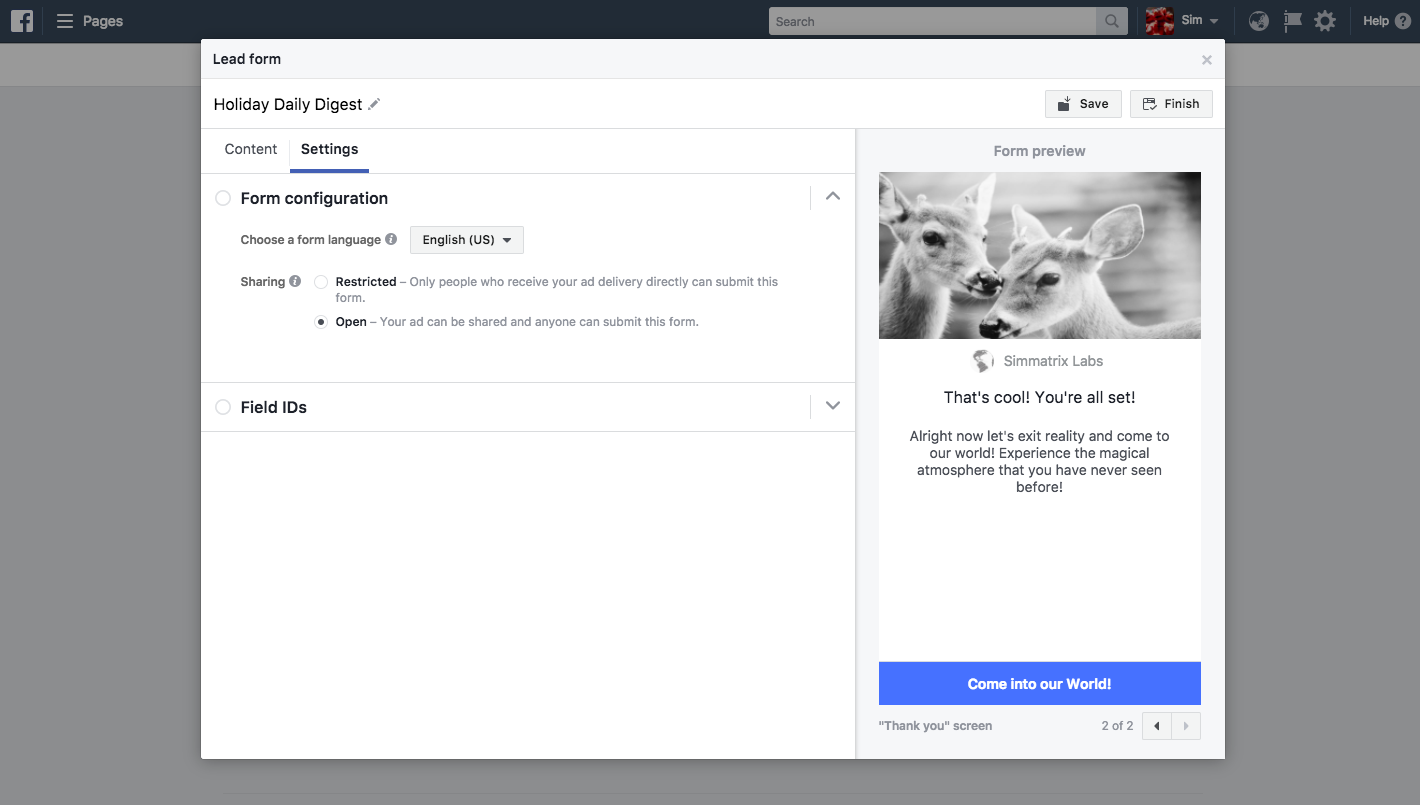 Pages
Search
Sim
Help
Lead form
Holiday Daily Digest
Save
Finish
Content
Settings
Form configuration
Choose a form language
English (US)
Sharing
Restricted – Only people who receive your ad delivery directly can submit this
form.
Open – Your ad can be shared and anyone can submit this form.
Field IDs
Form preview
Simmatrix Labs
That's cool! You're all set!
Alright now let's exit reality and come to
our world! Experience the magical
atmosphere that you have never seen
before!
Come into our World!
"Thank you" screen
2 of 2